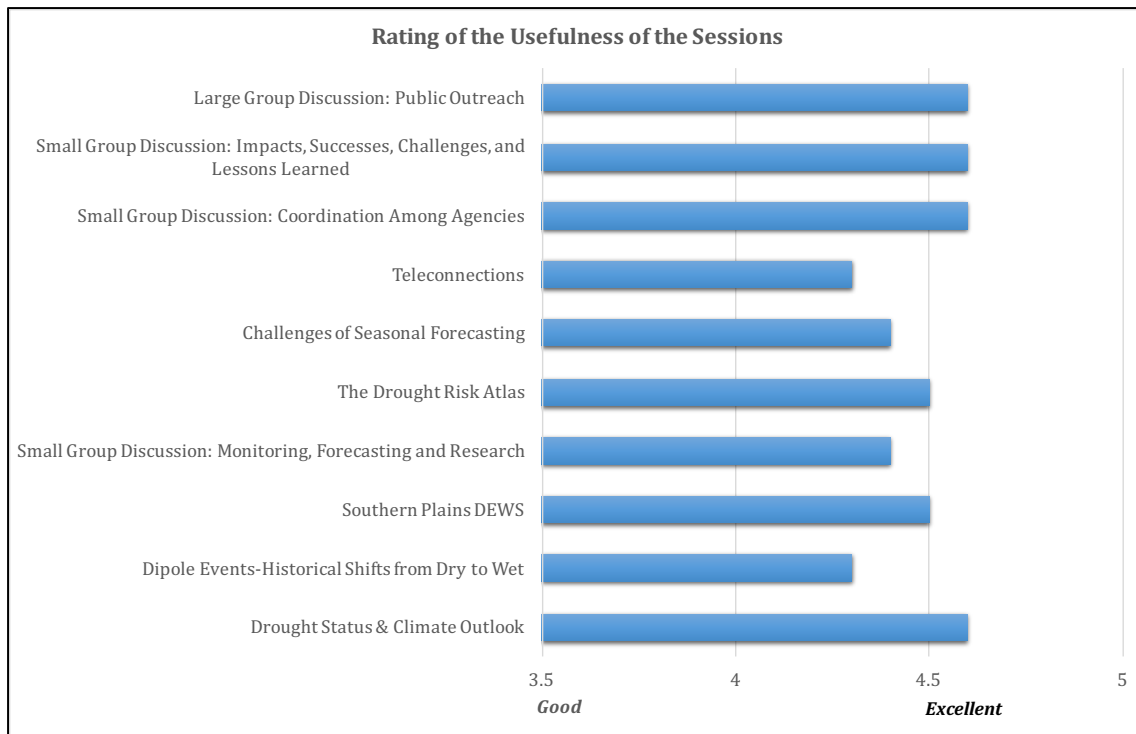 Rating of the Usefulness of the Sessions
Large Group Discussion: Public Outreach
Small Group Discussion: Impacts, Successes, Challenges, and
Lessons Learned
Small Group Discussion: Coordination Among Agencies
Teleconnections
Challenges of Seasonal Forecasting
The Drought Risk Atlas
Small Group Discussion: Monitoring, Forecasting and Research
Southern Plains DEWS
Dipole Events-Historical Shifts from Dry to Wet
Drought Status & Climate Outlook
3.5 4 4.5 5
Good Excellent